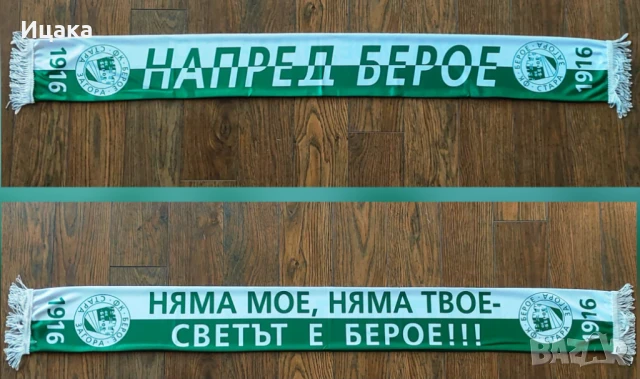 Ицака
1916
НАПРЕД БЕРОЕ
1916
1916
НЯМА МОЕ, НЯМА ТВОЕ-
СВЕТЪТ Е БЕРОЕ!!!
1916